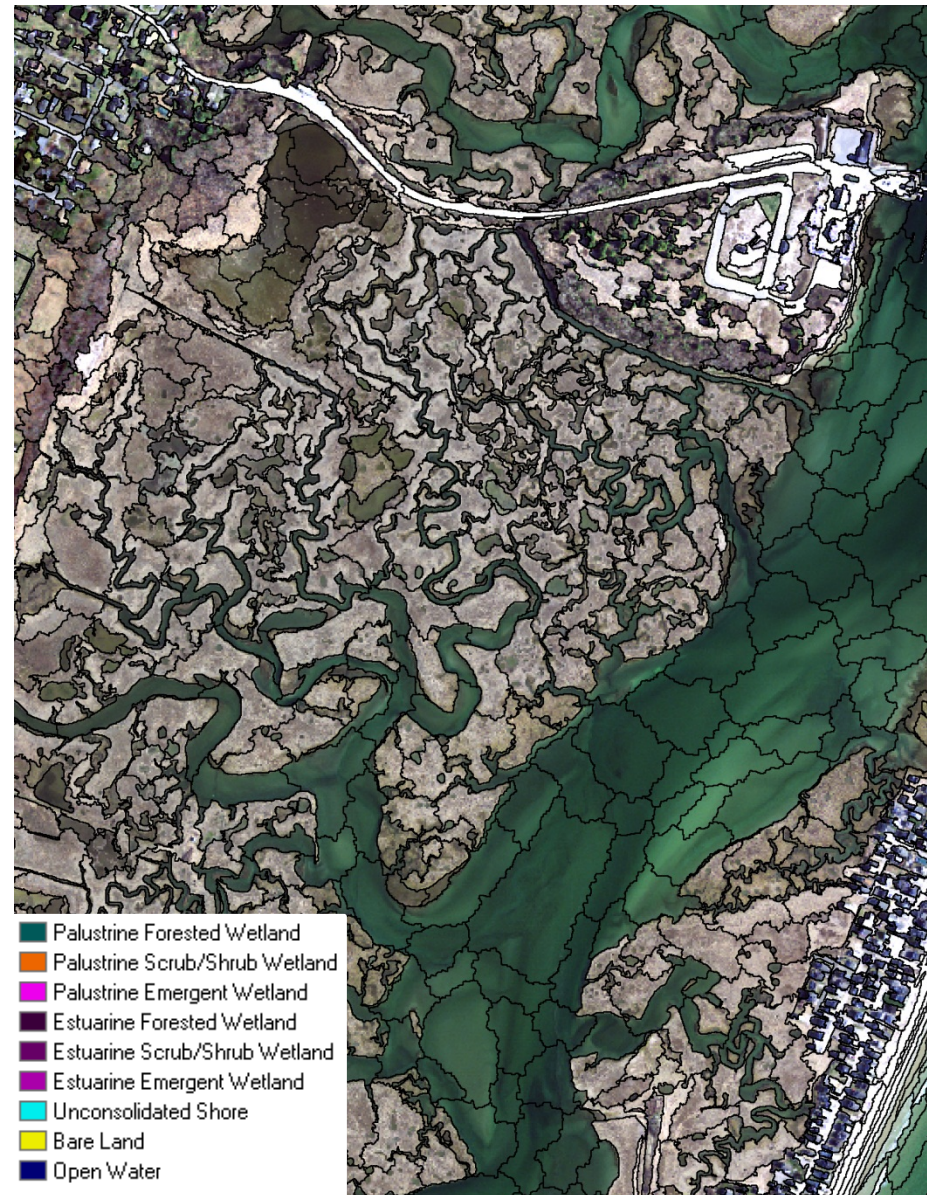 Palustrine Forested Wetland
Palustrine Scrub/Shrub Wetland
Palustrine Emergent Wetland
Estuarine Forested Wetland
Estuarine Scrub/Shrub Wetland
Estuarine Emergent Wetland
Unconsolidated Shore
Bare Land
Open Water